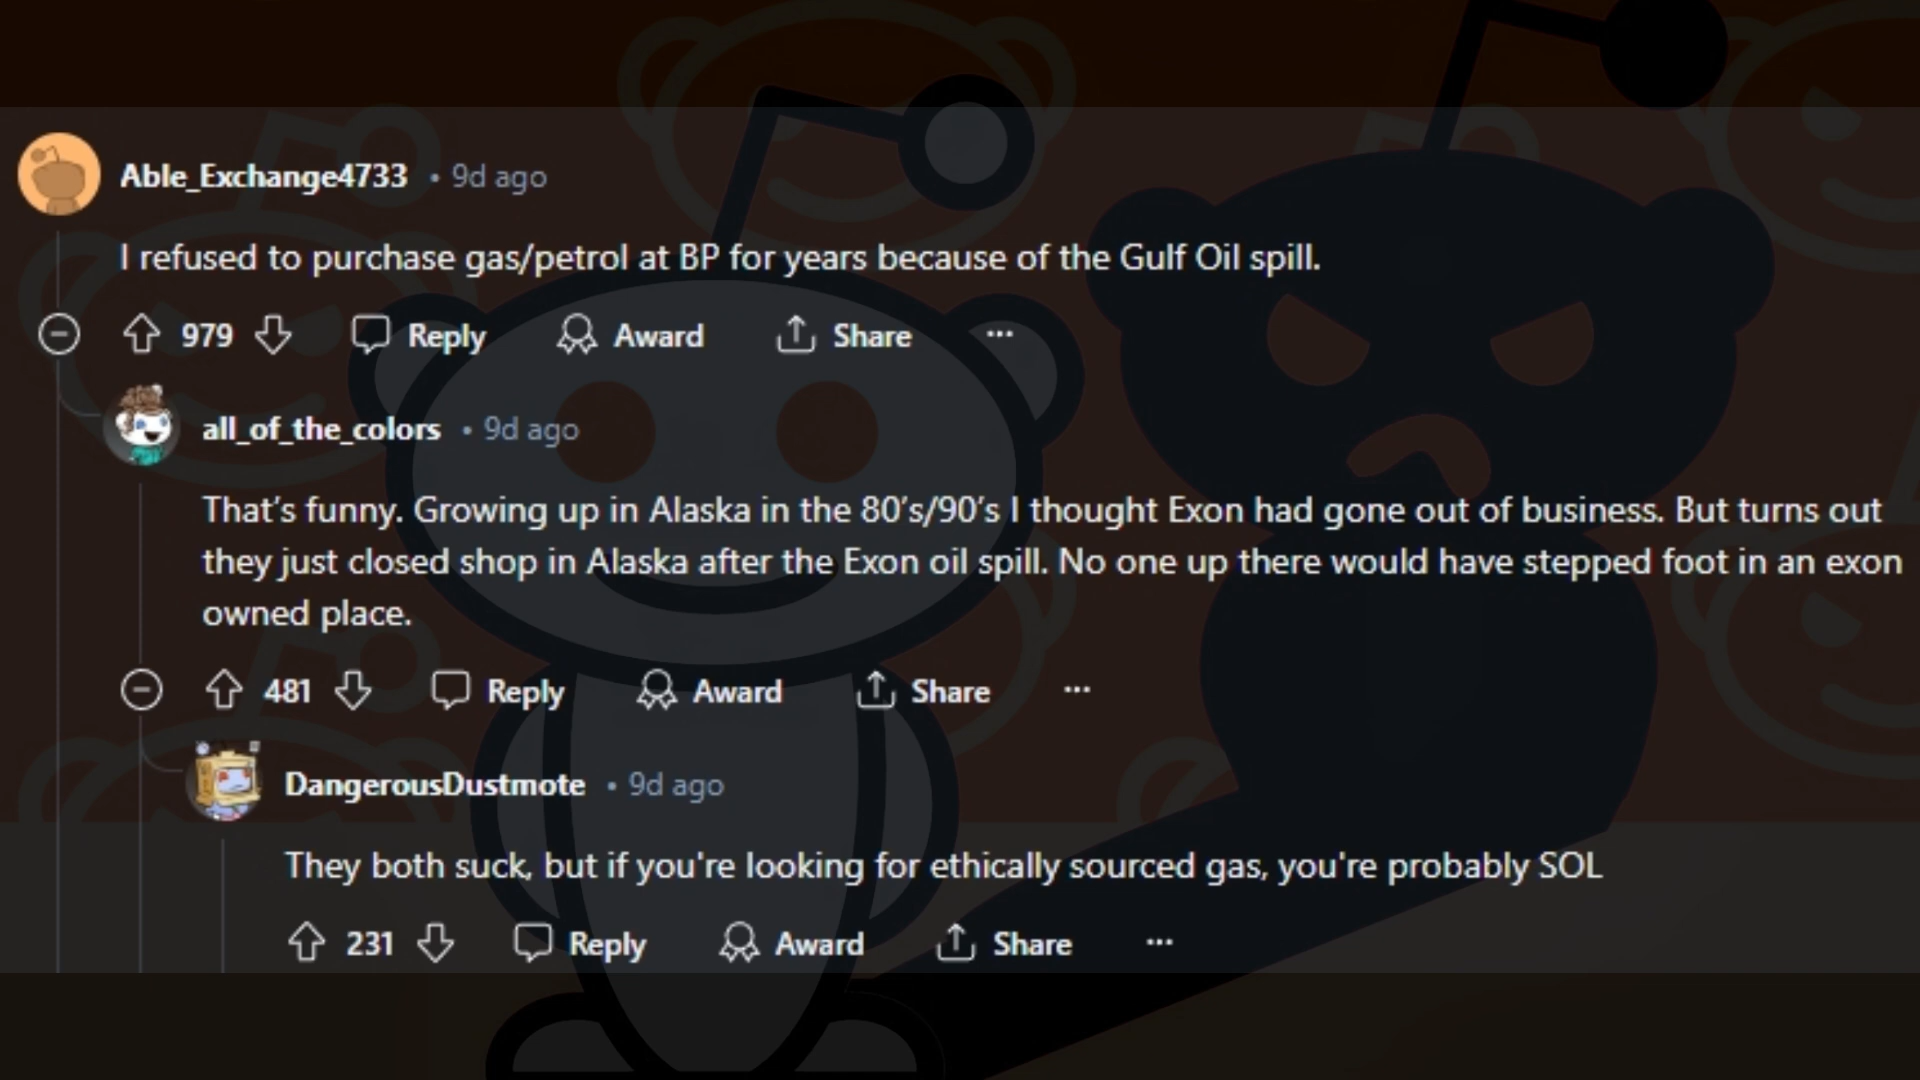 Able_Exchange4733 • 9d ago
I refused to purchase gas/petrol at BP for years because of the Gulf Oil spill.
979 Reply Award Share ...
all_of_the_colors • 9d ago
That's funny. Growing up in Alaska in the 80's/90's I thought Exon had gone out of business. But turns out
they just closed shop in Alaska after the Exon oil spill. No one up there would have stepped foot in an exon
owned place.
481 Reply Award Share ...
DangerousDustmote • 9d ago
They both suck, but if you're looking for ethically sourced gas, you're probably SOL
231 Reply Award Share ...